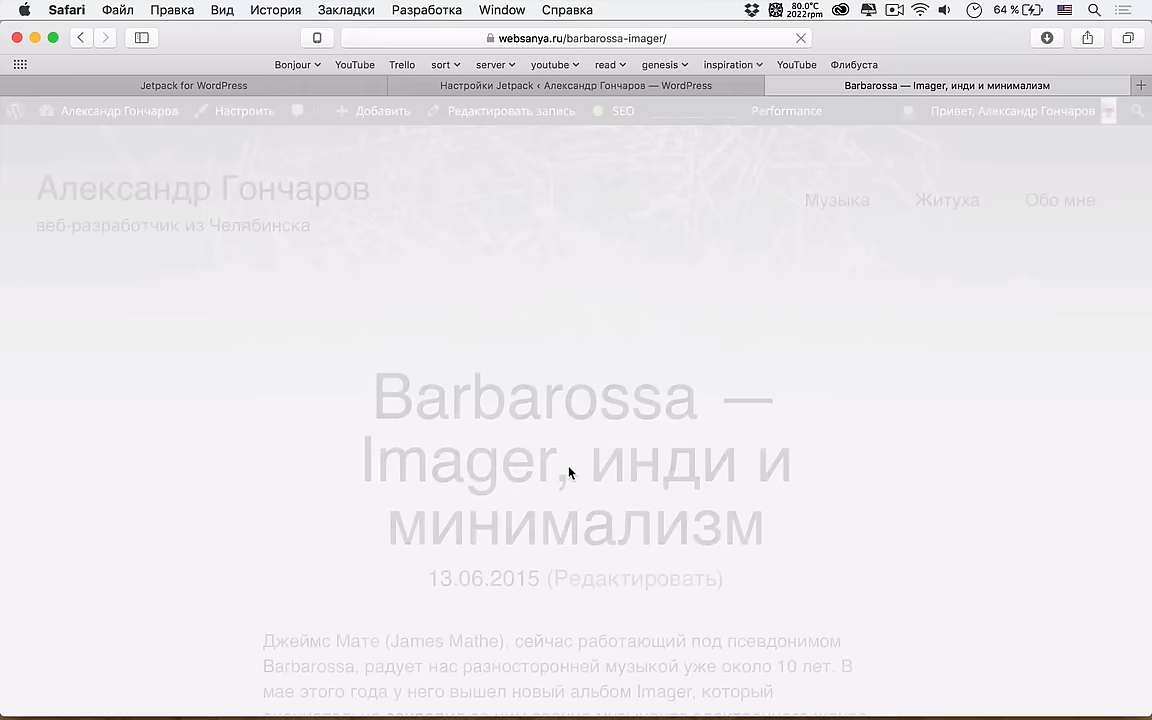 Safari Файл Правка Вид История Закладки Разработка Window Справка 80.0°C 2022rpm 64 %
websanya.ru/barbarossa-imager/
Bonjour YouTube Trello sort server youtube read genesis inspiration YouTube Флибуста
Jetpack for WordPress Настройки Jetpack ‹ Александр Гончаров — WordPress Barbarossa — Imager, инди и минимализм
Александр Гончаров Настроить Добавить Редактировать запись SEO Performance Привет, Александр Гончаров
Александр Гончаров
веб-разработчик из Челябинска
Музыка Житуха Обо мне
Barbarossa —
Imager, инди и
минимализм
13.06.2015 (Редактировать)
Джеймс Мате (James Mathe), сейчас работающий под псевдонимом
Barbarossa, радует нас разносторонней музыкой уже около 10 лет. В
мае этого года у него вышел новый альбом Imager, который